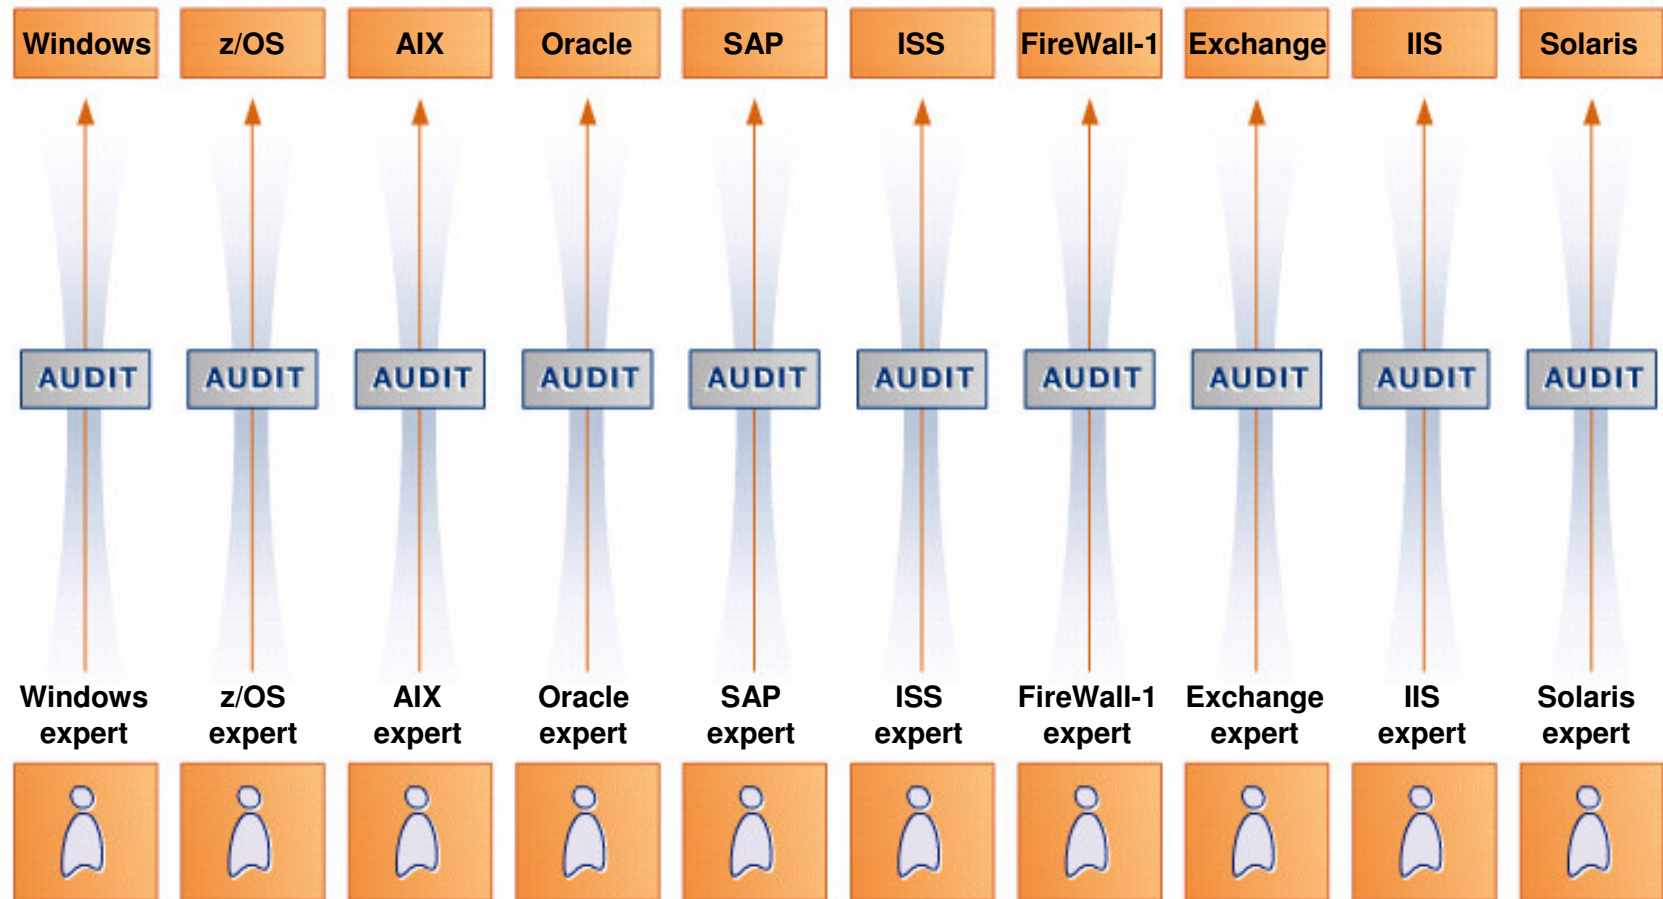 Windows z/OS AIX Oracle SAP ISS FireWall-1 Exchange IIS Solaris
AUDIT AUDIT AUDIT AUDIT AUDIT AUDIT AUDIT AUDIT AUDIT AUDIT
Windows z/OS AIX Oracle SAP ISS FireWall-1 Exchange IIS Solaris
expert expert expert expert expert expert expert expert expert expert